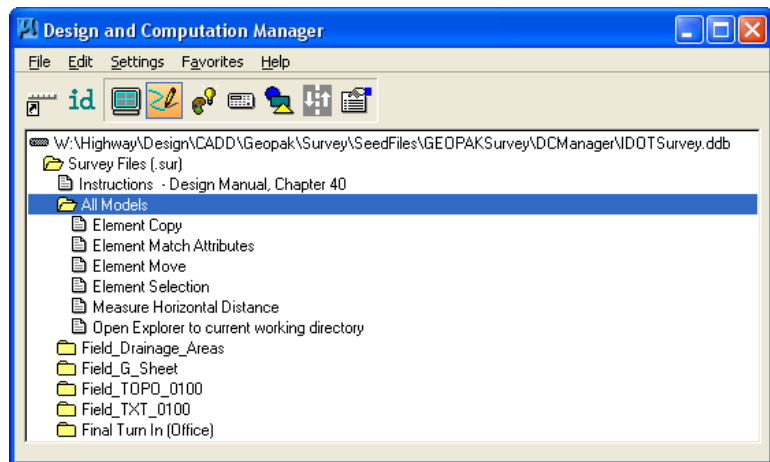 Design and Computation Manager
File Edit Settings Favorites Help
id
W:\Highway\Design\CADD\Geopak\Survey\SeedFiles\GEOPAKSurvey\DCManager\IDOTSurvey.ddb
Survey Files (.sur)
Instructions - Design Manual, Chapter 40
All Models
Element Copy
Element Match Attributes
Element Move
Element Selection
Measure Horizontal Distance
Open Explorer to current working directory
Field_Drainage_Areas
Field_G_Sheet
Field_TOPO_0100
Field_TXT_0100
Final Turn In (Office)